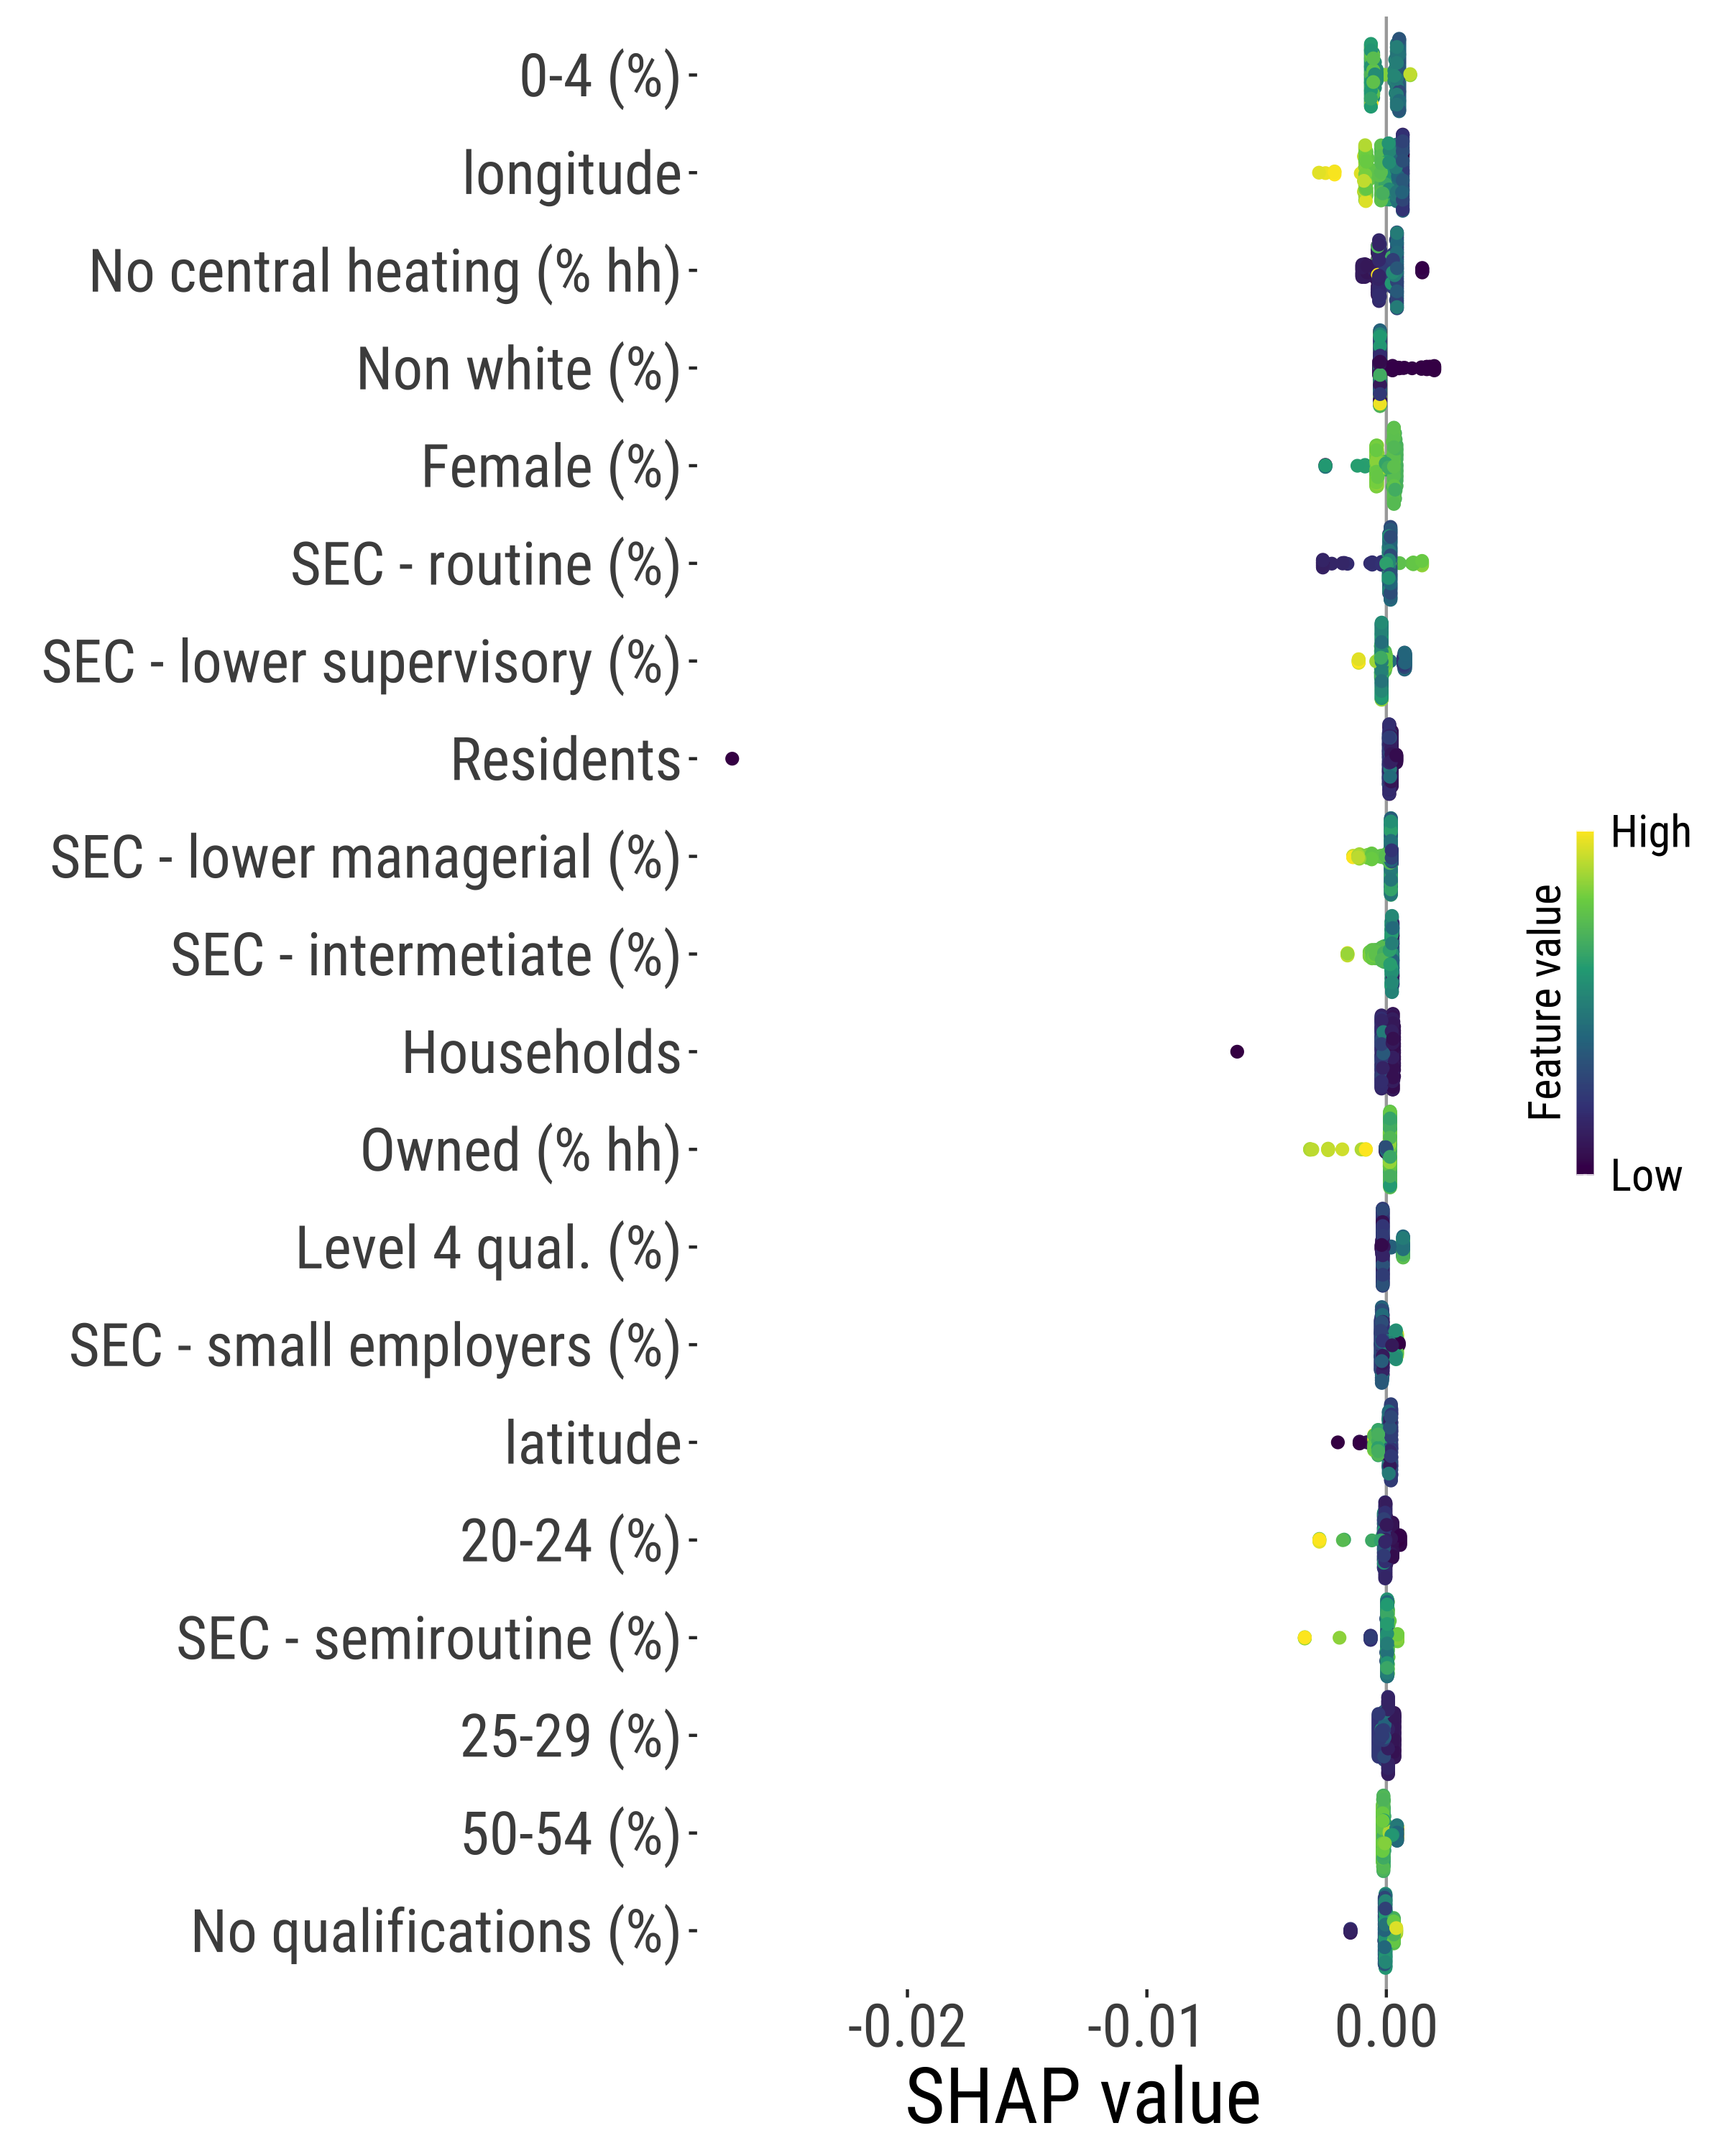 0-4 (%)
longitude
No central heating (% hh)
Non white (%)
Female (%)
SEC - routine (%)
SEC - lower supervisory (%)
Residents
SEC - lower managerial (%)
SEC - intermetiate (%)
Households
Owned (% hh)
Level 4 qual. (%)
SEC - small employers (%)
latitude
20-24 (%)
SEC - semiroutine (%)
25-29 (%)
50-54 (%)
No qualifications (%)
-0.02 -0.01 0.00
SHAP value
High
Feature value
Low